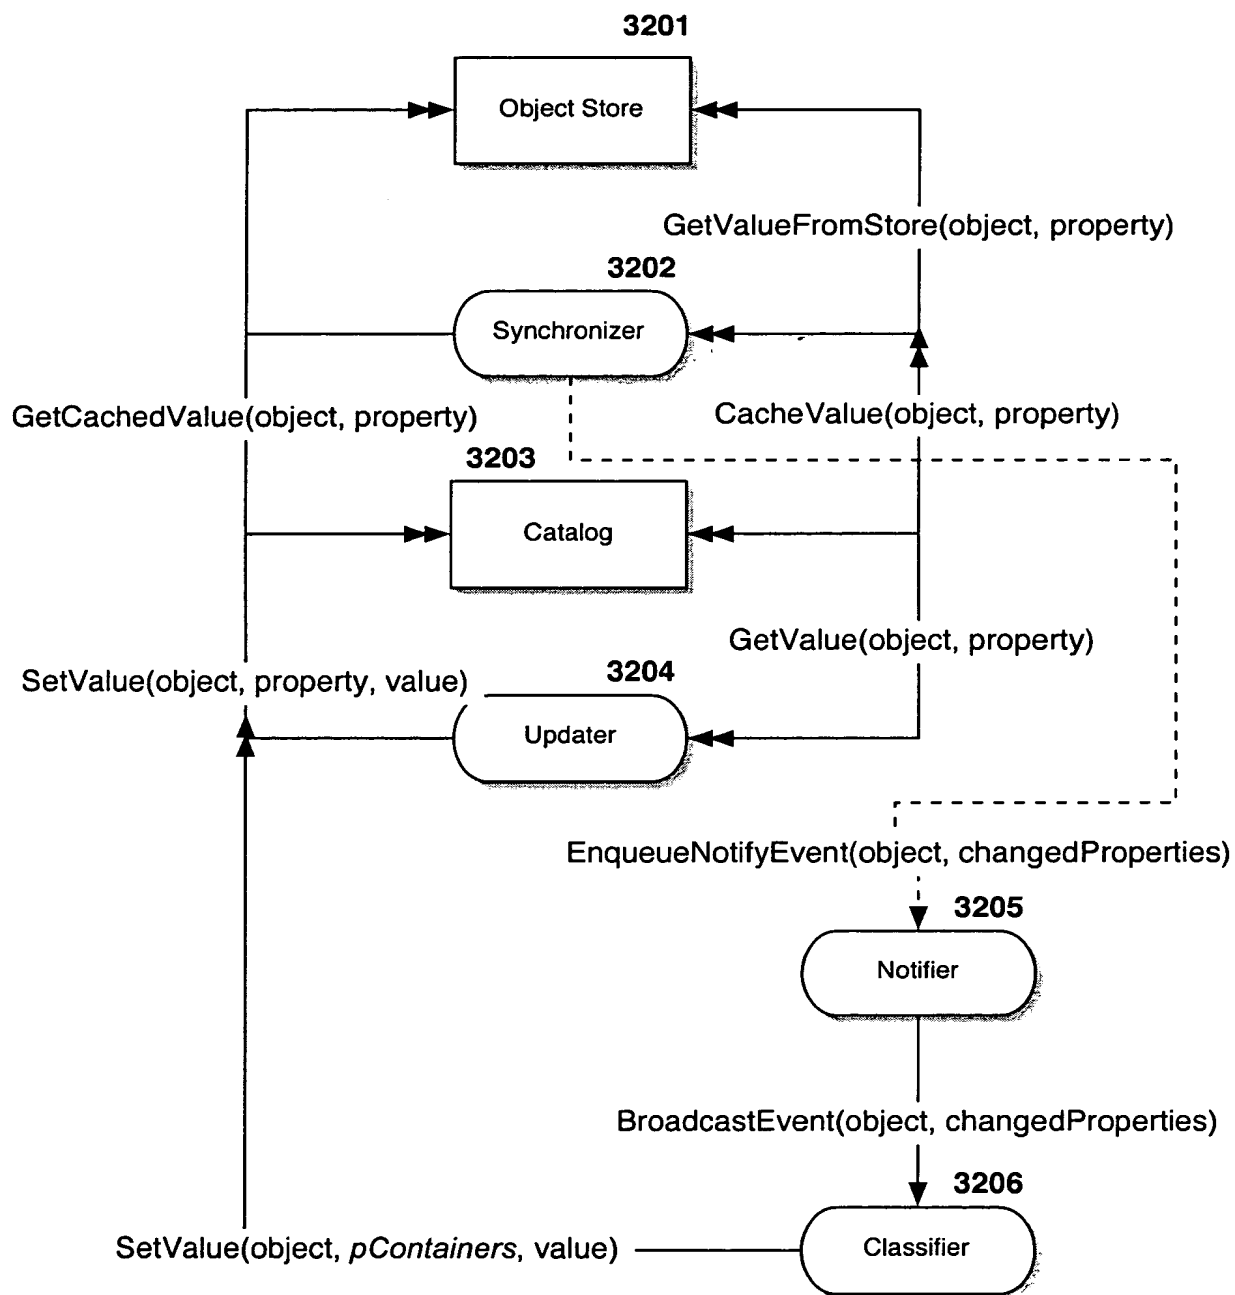 3201
Object Store
GetValueFromStore(object, property)
3202
Synchronizer
GetCachedValue(object, property)
CacheValue(object, property)
3203
Catalog
GetValue(object, property)
3204
SetValue(object, property, value)
Updater
EnqueueNotifyEvent(object, changedProperties)
3205
Notifier
BroadcastEvent(object, changedProperties)
3206
SetValue(object, pContainers, value)
Classifier